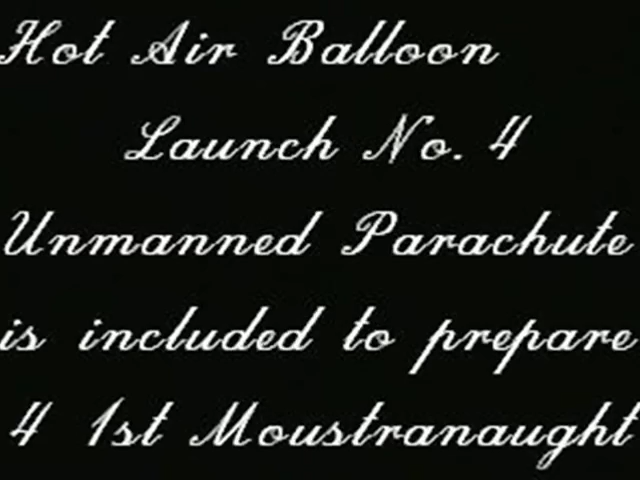 Hot Air Balloon
Launch No. 4
Unmanned Parachute
is included to prepare
4 1st Moustranaught